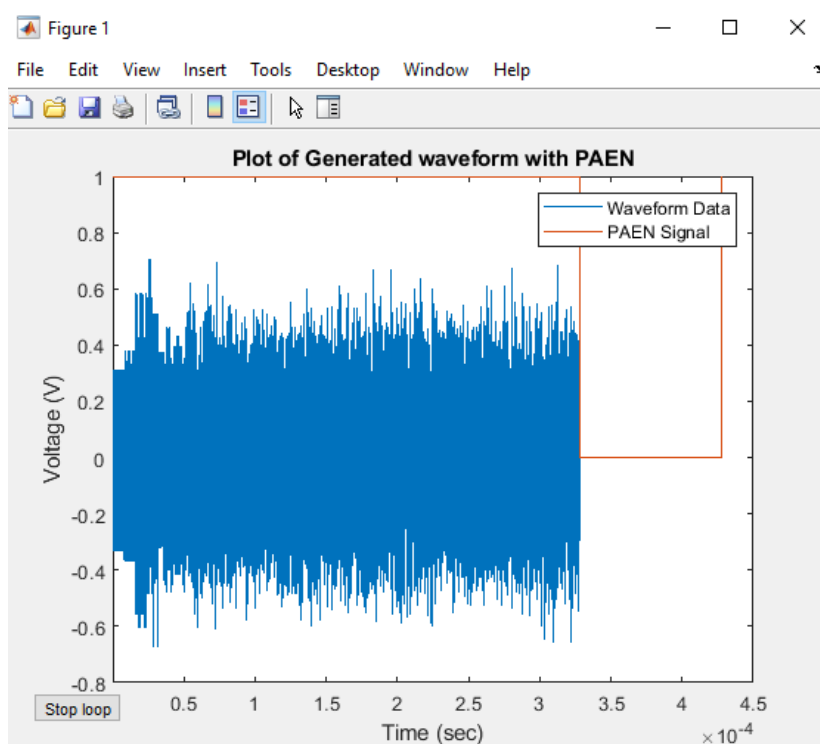 Figure 1
File Edit View Insert Tools Desktop Window Help
Plot of Generated waveform with PAEN
Waveform Data
PAEN Signal
1
0.8
0.6
0.4
0.2
0
-0.2
-0.4
-0.6
-0.8
Voltage (V)
0.5 1 1.5 2 2.5 3 3.5 4 4.5
Time (sec)
× 10⁻⁴
Stop loop